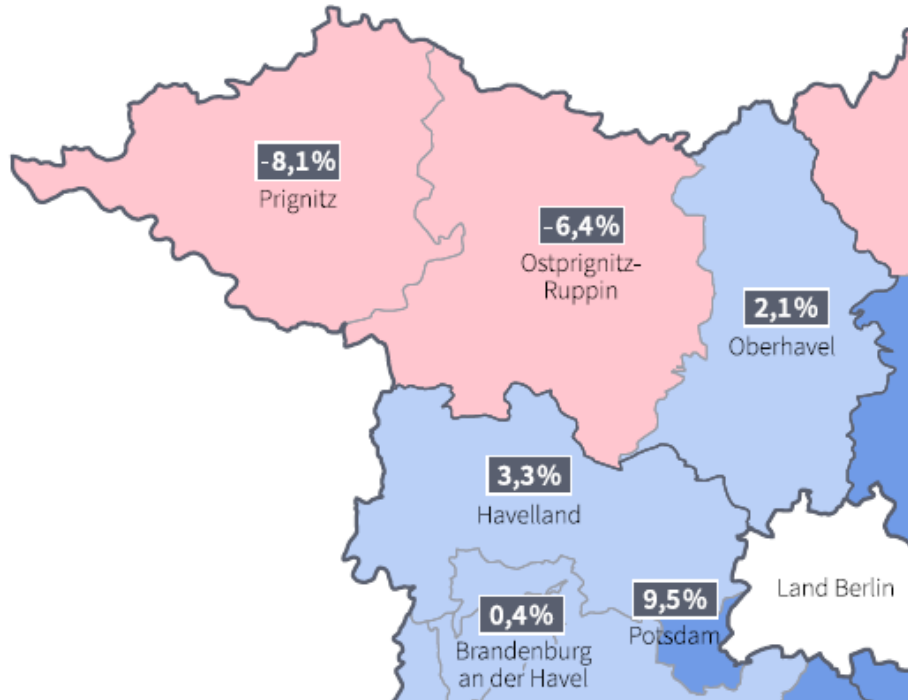 -8,1%
Prignitz
-6,4%
Ostprignitz-
Ruppin
2,1%
Oberhavel
3,3%
Havelland
Land Berlin
9,5%
Potsdam
0,4%
Brandenburg
an der Havel